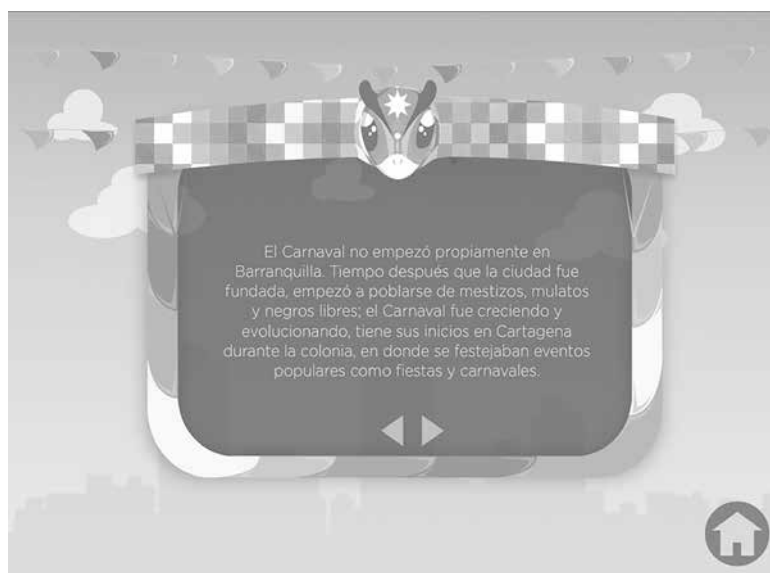 El Carnaval no empezó propiamente en
Barranquilla. Tiempo después que la ciudad fue
fundada, empezó a poblarse de mestizos, mulatos
y negros libres; el Carnaval fue creciendo y
evolucionando, tiene sus inicios en Cartagena
durante la colonia, en donde se festejaban eventos
populares como fiestas y carnavales.